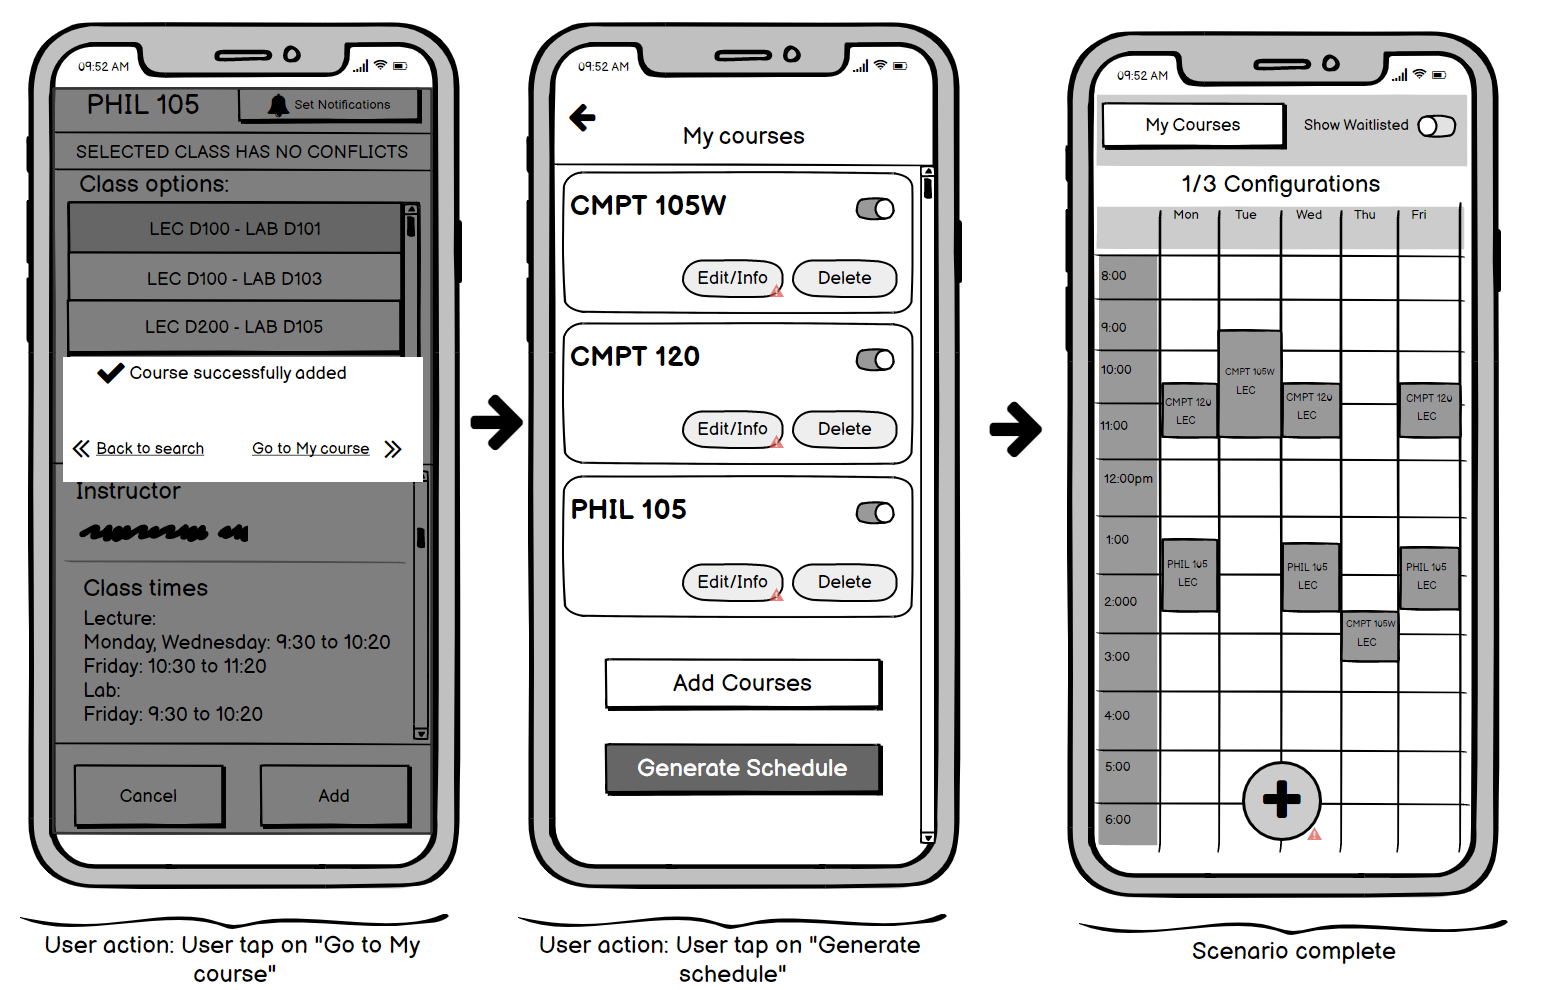 09:52 AM
PHIL 105
Set Notifications
SELECTED CLASS HAS NO CONFLICTS
Class options:
LEC D100 - LAB D101
LEC D100 - LAB D103
LEC D200 - LAB D105
Course successfully added
Back to search
Go to My course
Instructor
Class times
Lecture:
Monday, Wednesday: 9:30 to 10:20
Friday: 10:30 to 11:20
Lab:
Friday: 9:30 to 10:20
Cancel
Add
User action: User tap on "Go to My
course"
09:52 AM
My courses
CMPT 105W
Edit/Info
Delete
CMPT 120
Edit/Info
Delete
PHIL 105
Edit/Info
Delete
Add Courses
Generate Schedule
User action: User tap on "Generate
schedule"
09:52 AM
My Courses
Show Waitlisted
1/3 Configurations
Mon
Tue
Wed
Thu
Fri
8:00
9:00
10:00
CMPT 105W
LEC
CMPT 120
LEC
CMPT 120
LEC
CMPT 120
LEC
11:00
12:00pm
1:00
PHIL 105
LEC
PHIL 105
LEC
PHIL 105
LEC
2:000
CMPT 105W
LEC
3:00
4:00
5:00
6:00
Scenario complete